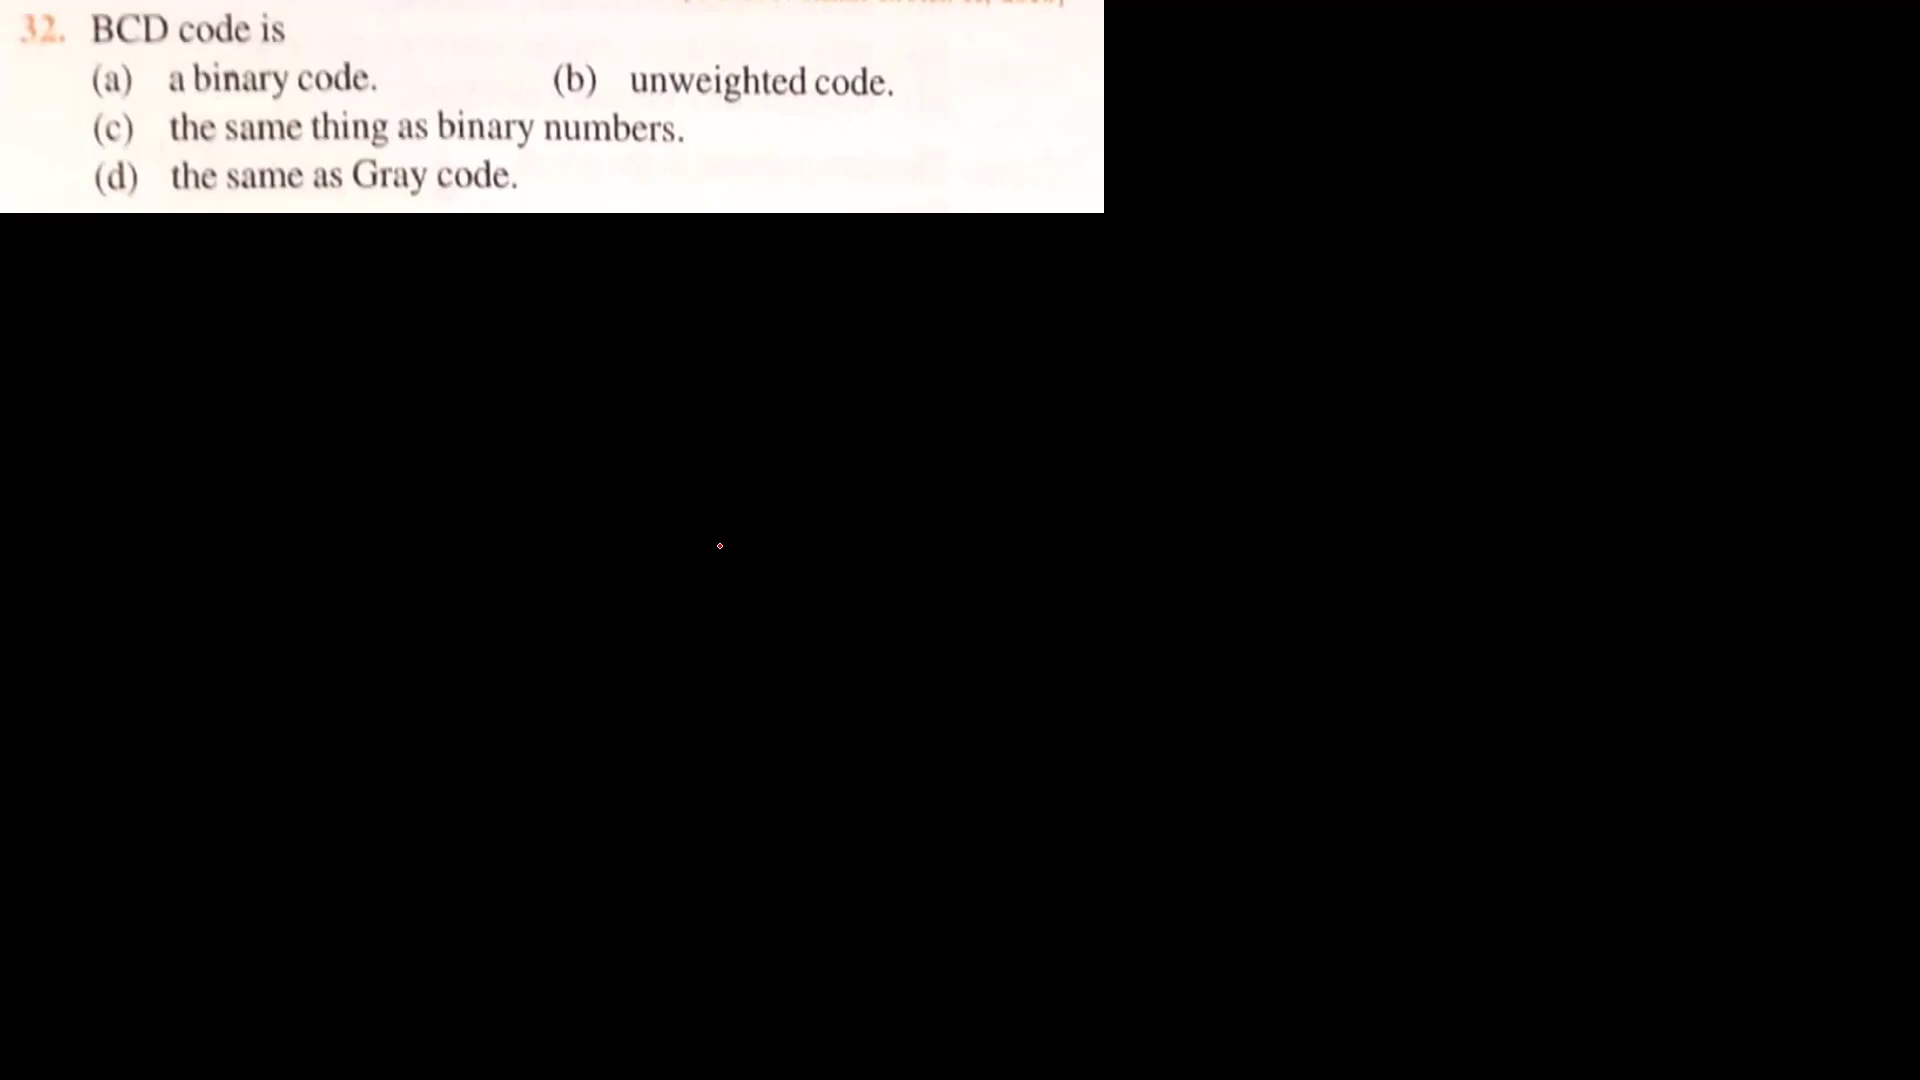 32. BCD code is
(a) a binary code. (b) unweighted code.
(c) the same thing as binary numbers.
(d) the same as Gray code.